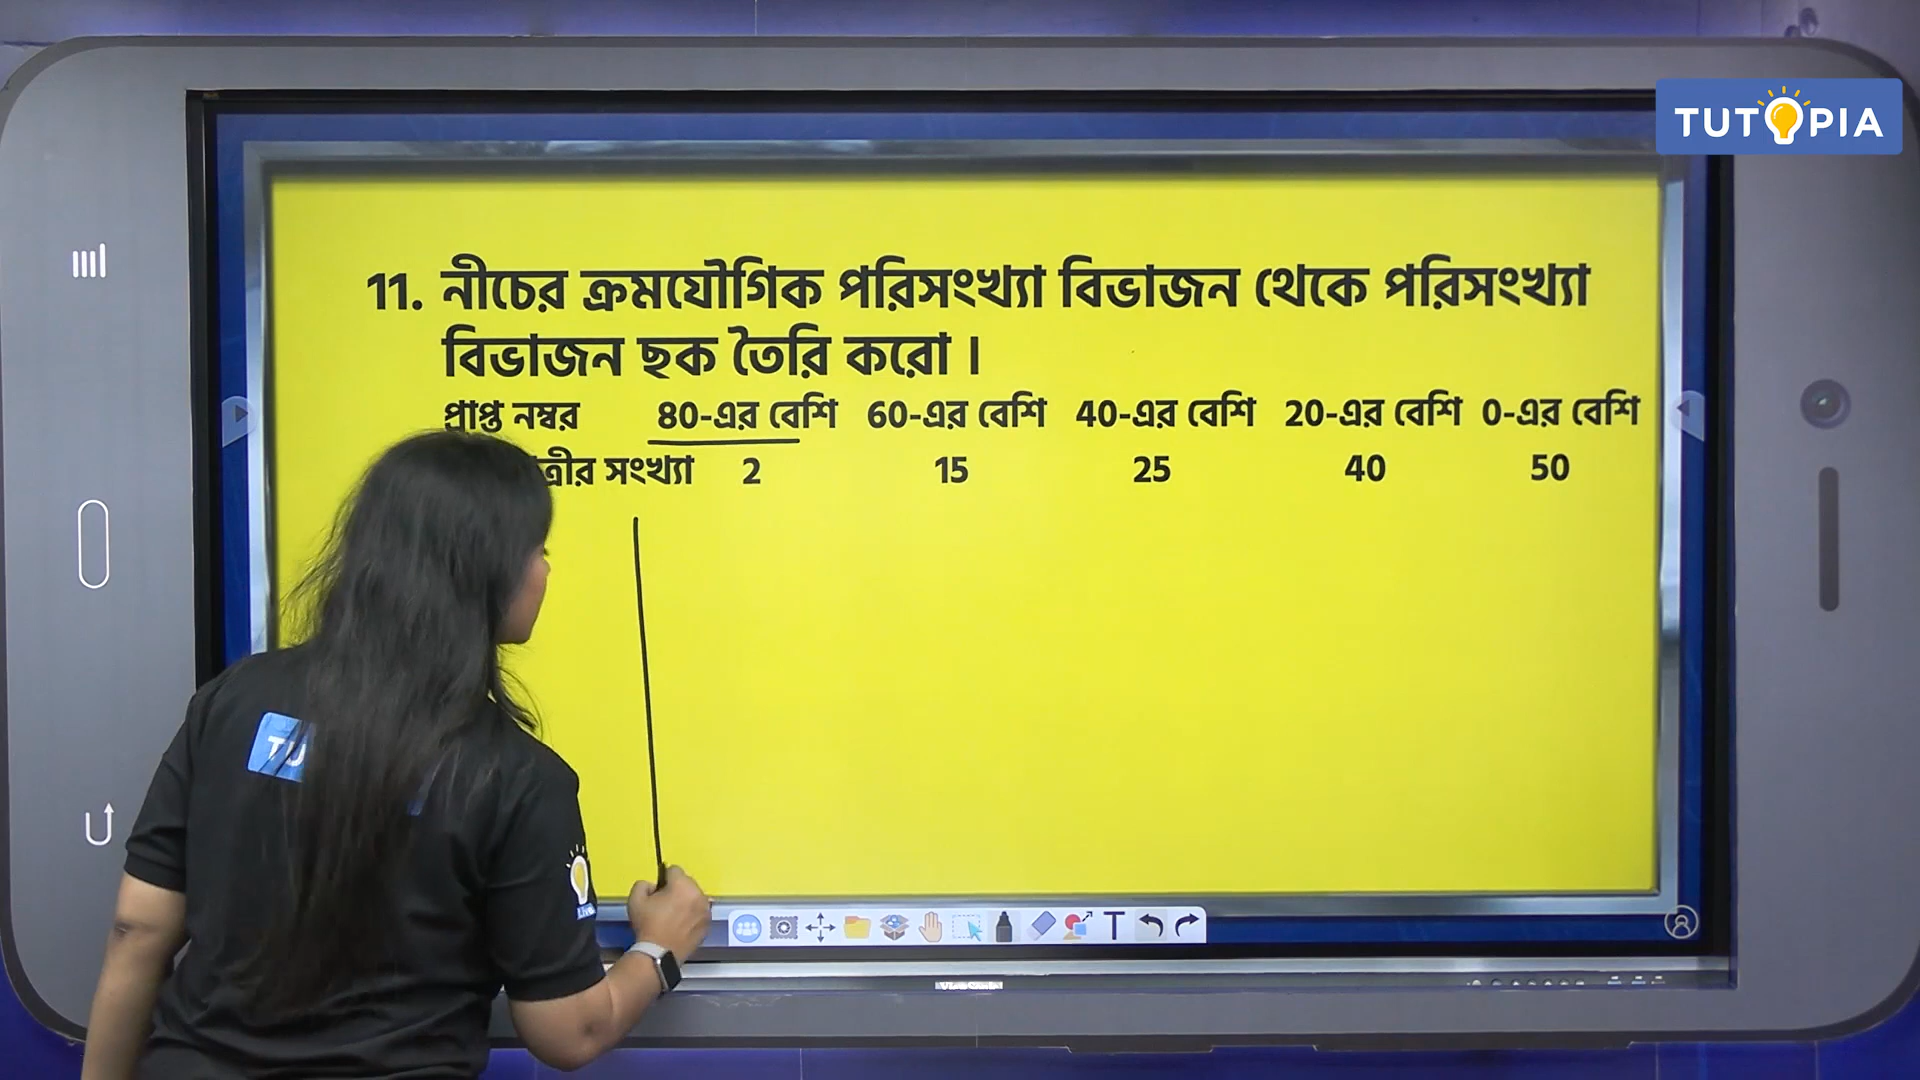 TUTOPIA
11. নীচের ক্রমযৌগিক পরিসংখ্যা বিভাজন থেকে পরিসংখ্যা
বিভাজন ছক তৈরি করো।
প্রাপ্ত নম্বর 80-এর বেশি 60-এর বেশি 40-এর বেশি 20-এর বেশি 0-এর বেশি
সংখ্যা 2 15 25 40 50
TU
T